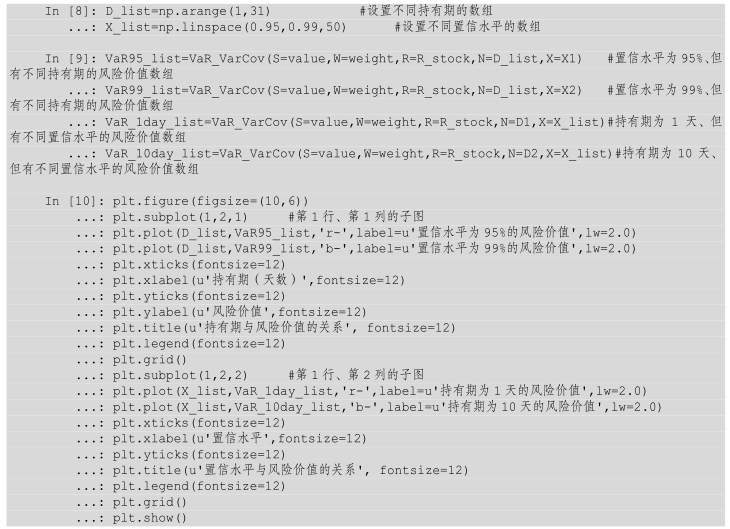 In [8]: D_list=np.arange(1,31)    #设置不同持有期的数组
...: X_list=np.linspace(0.95,0.99,50)    #设置不同置信水平的数组
In [9]: VaR95_list=VaR_VarCov(S=value,W=weight,R=R_stock,N=D_list,X=X1)    #置信水平为 95%、但
有不同持有期的风险价值数组
...: VaR99_list=VaR_VarCov(S=value,W=weight,R=R_stock,N=D_list,X=X2)    #置信水平为 99%、但
有不同持有期的风险价值数组
...: VaR_1day_list=VaR_VarCov(S=value,W=weight,R=R_stock,N=D1,X=X_list)#持有期为 1 天、但
有不同置信水平的风险价值数组
...: VaR_10day_list=VaR_VarCov(S=value,W=weight,R=R_stock,N=D2,X=X_list)#持有期为 10 天、
但有不同置信水平的风险价值数组
In [10]: plt.figure(figsize=(10,6))
...: plt.subplot(1,2,1)    #第 1 行、第 1 列的子图
...: plt.plot(D_list,VaR95_list,'r-',label=u'置信水平为 95%的风险价值',lw=2.0)
...: plt.plot(D_list,VaR99_list,'b-',label=u'置信水平为 99%的风险价值',lw=2.0)
...: plt.xticks(fontsize=12)
...: plt.xlabel(u'持有期（天数）',fontsize=12)
...: plt.yticks(fontsize=12)
...: plt.ylabel(u'风险价值',fontsize=12)
...: plt.title(u'持有期与风险价值的关系', fontsize=12)
...: plt.legend(fontsize=12)
...: plt.grid()
...: plt.subplot(1,2,2)    #第 1 行、第 2 列的子图
...: plt.plot(X_list,VaR_1day_list,'r-',label=u'持有期为 1 天的风险价值',lw=2.0)
...: plt.plot(X_list,VaR_10day_list,'b-',label=u'持有期为 10 天的风险价值',lw=2.0)
...: plt.xticks(fontsize=12)
...: plt.xlabel(u'置信水平',fontsize=12)
...: plt.yticks(fontsize=12)
...: plt.title(u'置信水平与风险价值的关系', fontsize=12)
...: plt.legend(fontsize=12)
...: plt.grid()
...: plt.show()